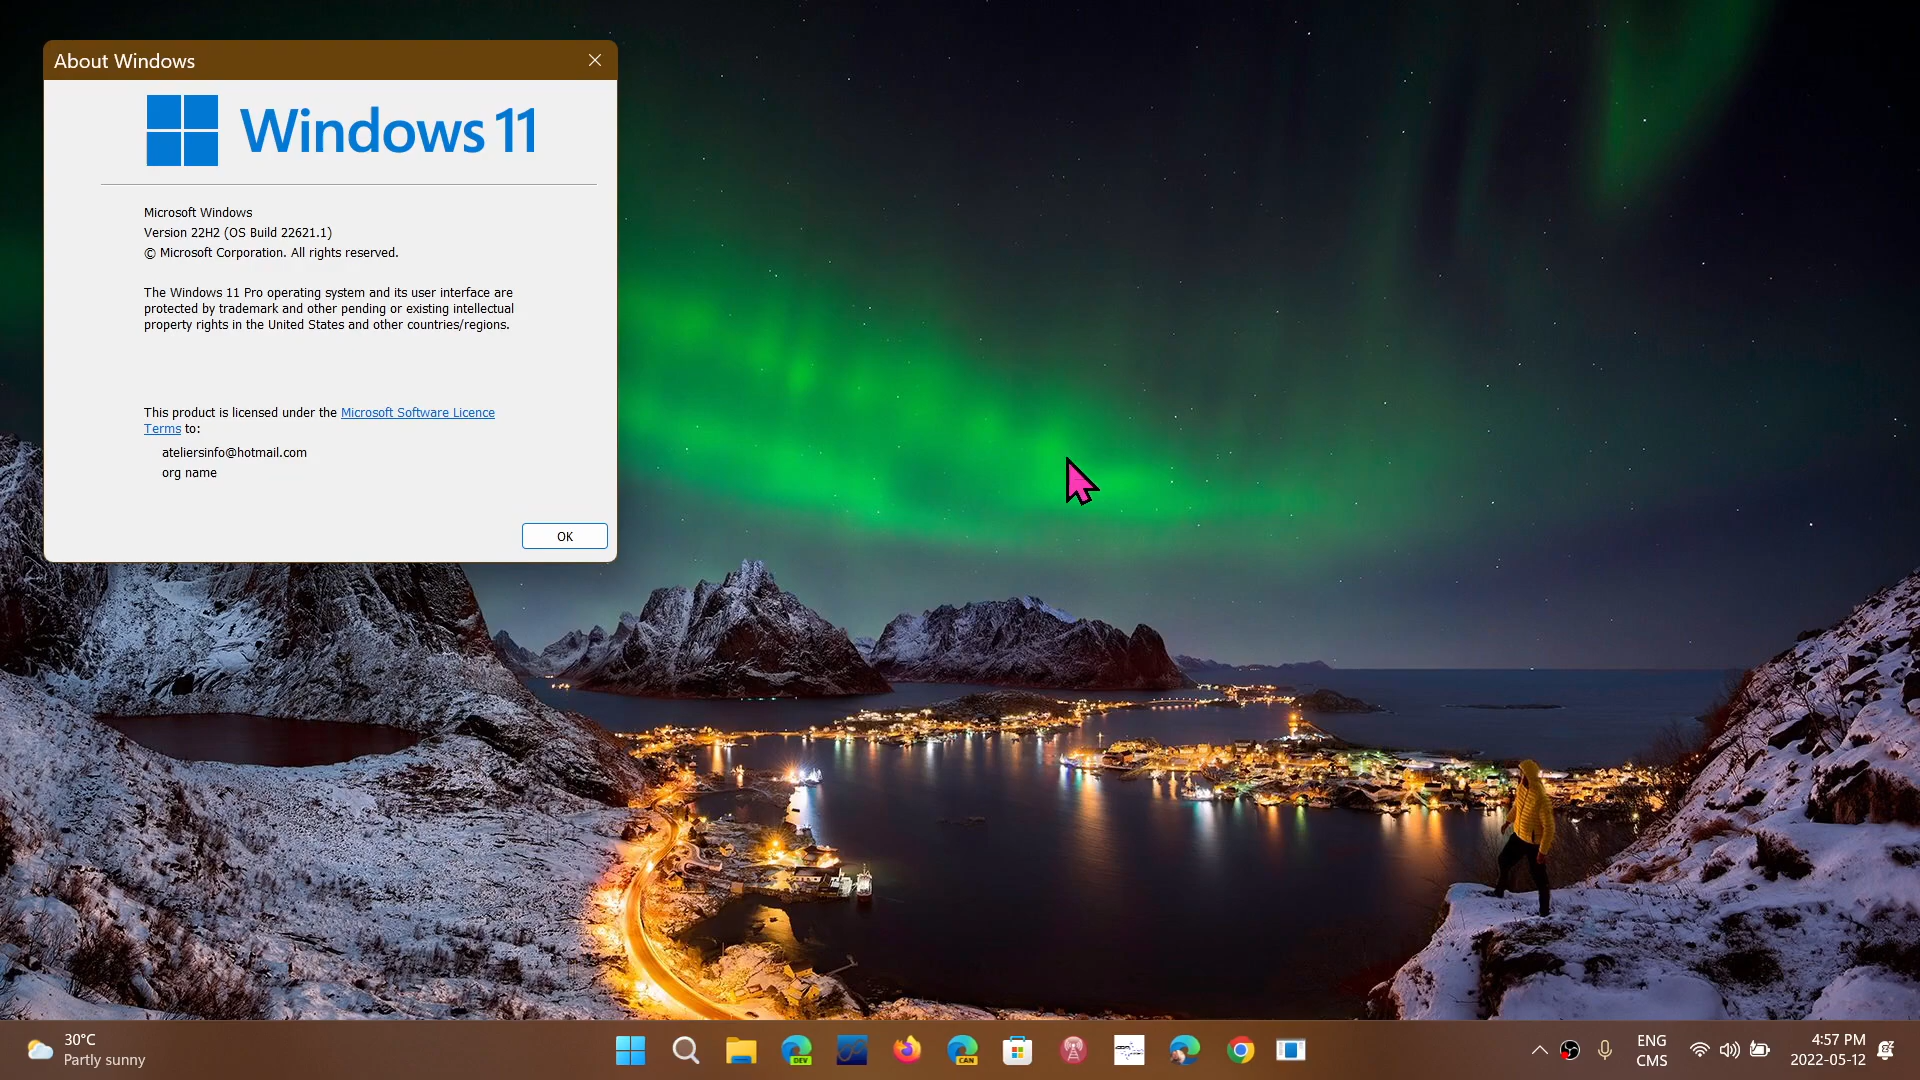 About Windows
Windows 11
Microsoft Windows
Version 22H2 (OS Build 22621.1)
© Microsoft Corporation. All rights reserved.
The Windows 11 Pro operating system and its user interface are
protected by trademark and other pending or existing intellectual
property rights in the United States and other countries/regions.
This product is licensed under the Microsoft Software Licence
Terms to:
ateliersinfo@hotmail.com
org name
OK
30°C
Partly sunny
DEV
CAN
ENG
CMS
4:57 PM
2022-05-12